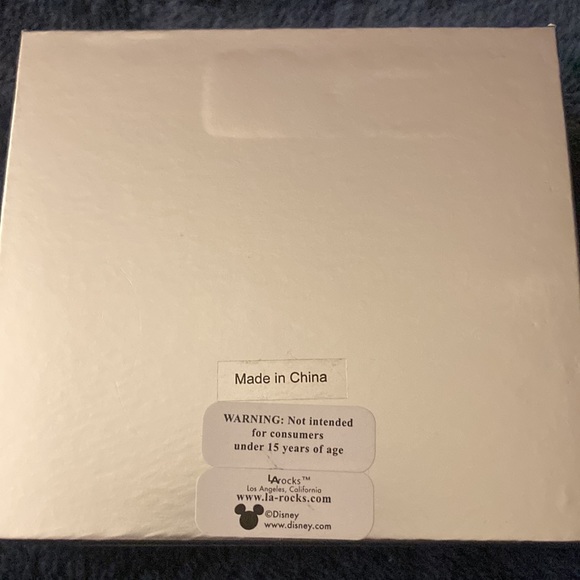 Made in China
WARNING: Not intended
for consumers
under 15 years of age
LArocks™
Los Angeles, California
www.la-rocks.com
©Disney
www.disney.com